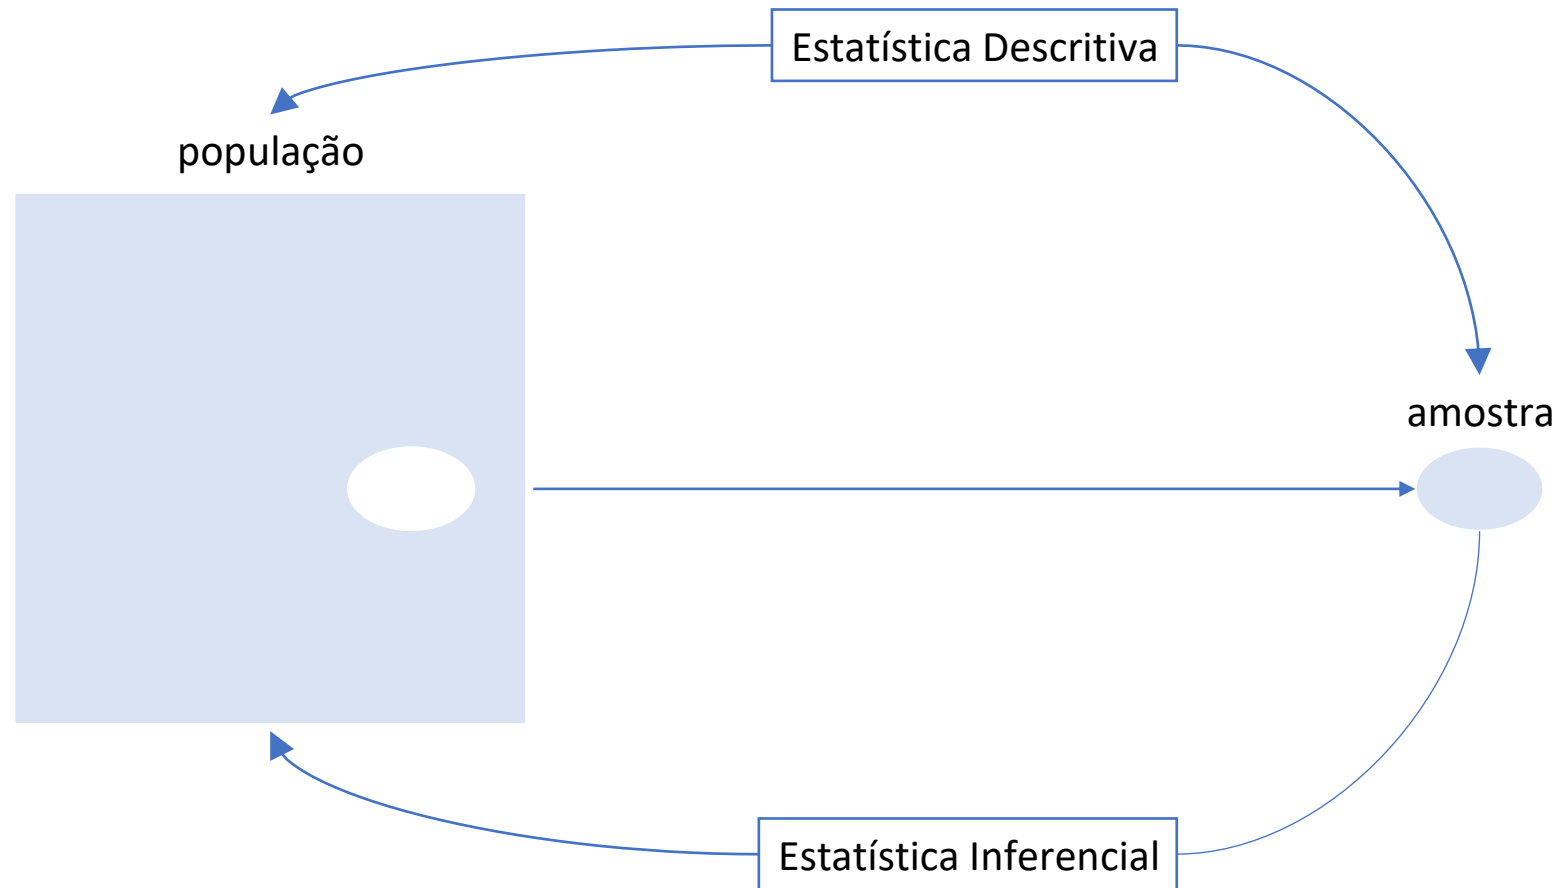 Estatística Descritiva
população
amostra
Estatística Inferencial